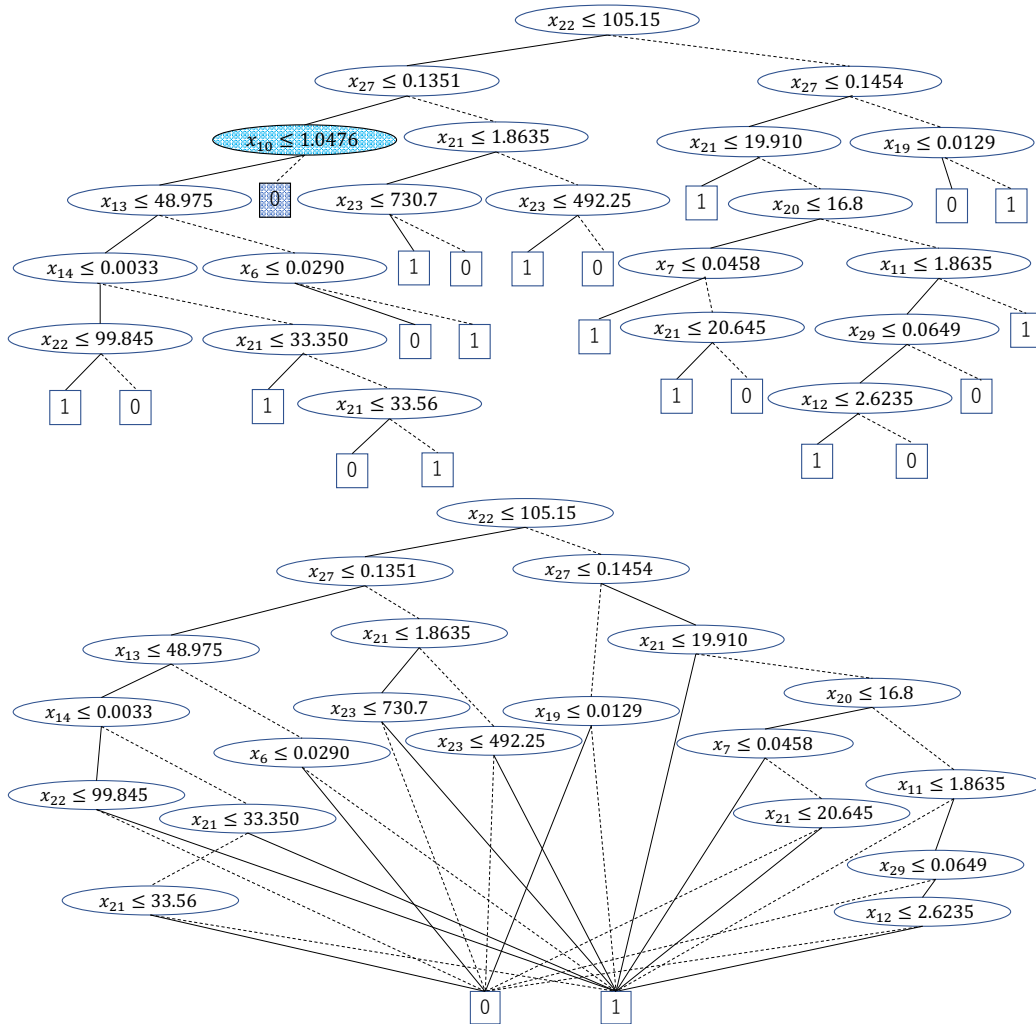 x₂₂ ≤ 105.15
x₂₇ ≤ 0.1351 x₂₇ ≤ 0.1454
x₁₀ ≤ 1.0476 x₂₁ ≤ 1.8635 x₂₁ ≤ 19.910 x₁₉ ≤ 0.0129
x₁₃ ≤ 48.975 0 x₂₃ ≤ 730.7 x₂₃ ≤ 492.25 1 x₂₀ ≤ 16.8 0 1
x₁₄ ≤ 0.0033 x₆ ≤ 0.0290 1 0 1 0 x₇ ≤ 0.0458 x₁₁ ≤ 1.8635
x₂₂ ≤ 99.845 x₂₁ ≤ 33.350 0 1 1 x₂₁ ≤ 20.645 x₂₉ ≤ 0.0649 1
1 0 1 x₂₁ ≤ 33.56 1 0 x₁₂ ≤ 2.6235 0
0 1 1 0
x₂₂ ≤ 105.15
x₂₇ ≤ 0.1351 x₂₇ ≤ 0.1454
x₁₃ ≤ 48.975 x₂₁ ≤ 1.8635 x₂₁ ≤ 19.910
x₁₄ ≤ 0.0033 x₂₃ ≤ 730.7 x₁₉ ≤ 0.0129 x₂₀ ≤ 16.8
x₆ ≤ 0.0290 x₂₃ ≤ 492.25 x₇ ≤ 0.0458
x₂₂ ≤ 99.845 x₁₁ ≤ 1.8635
x₂₁ ≤ 33.350 x₂₁ ≤ 20.645
x₂₉ ≤ 0.0649
x₂₁ ≤ 33.56 x₁₂ ≤ 2.6235
0 1